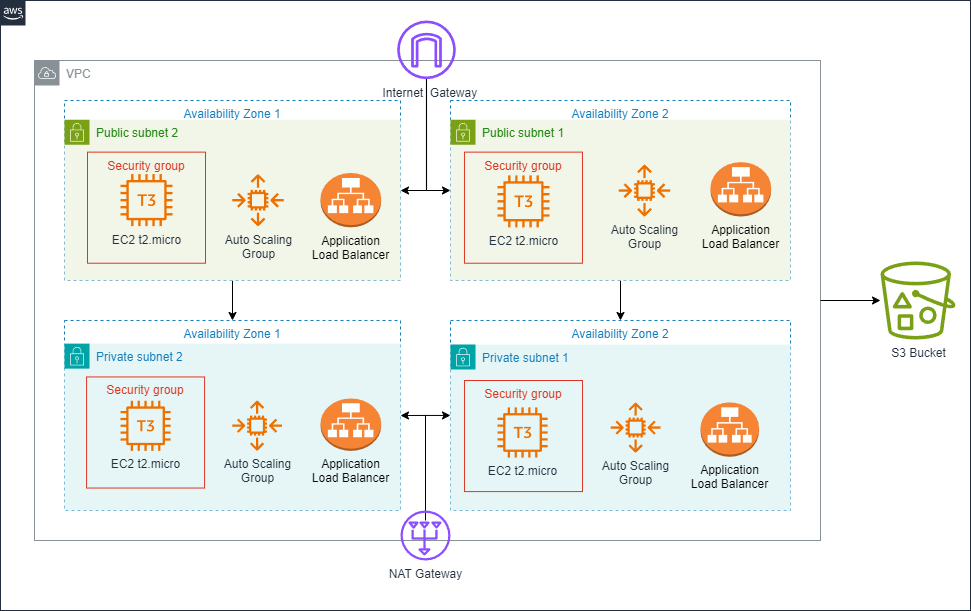 aws
VPC
Internet Gateway
Availability Zone 1
Public subnet 2
Security group
T3
EC2 t2.micro
Auto Scaling
Group
Application
Load Balancer
Availability Zone 2
Public subnet 1
Security group
T3
EC2 t2.micro
Auto Scaling
Group
Application
Load Balancer
S3 Bucket
Availability Zone 1
Private subnet 2
Security group
T3
EC2 t2.micro
Auto Scaling
Group
Application
Load Balancer
Availability Zone 2
Private subnet 1
Security group
T3
EC2 t2.micro
Auto Scaling
Group
Application
Load Balancer
NAT Gateway